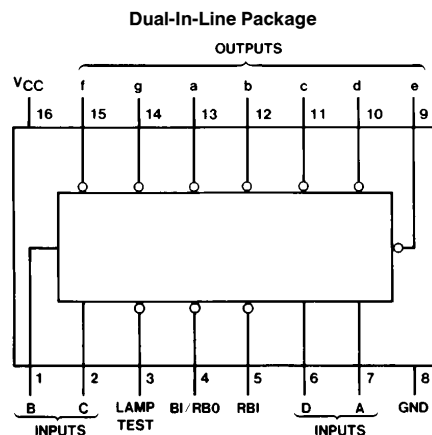 Dual-In-Line Package
OUTPUTS
VCC f g a b c d e
16 15 14 13 12 11 10 9
1 2 3 4 5 6 7 8
B C LAMP TEST BI/RBO RBI D A GND
INPUTS INPUTS